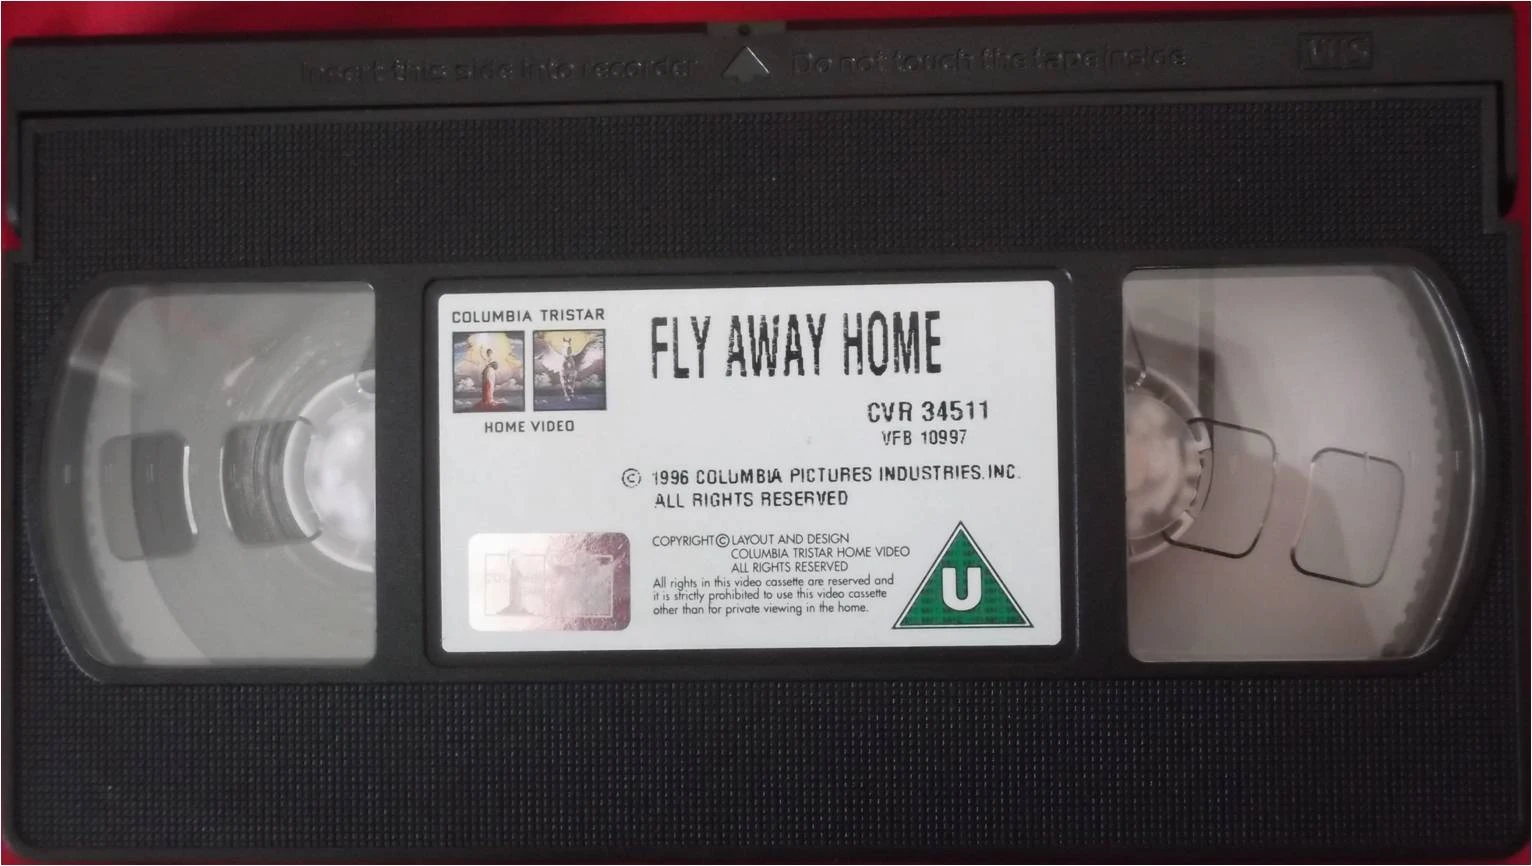 Insert this side into recorder Do not touch the tape inside VHS
COLUMBIA TRISTAR
HOME VIDEO
FLY AWAY HOME
CVR 34511
VFB 10997
© 1996 COLUMBIA PICTURES INDUSTRIES, INC.
ALL RIGHTS RESERVED
COPYRIGHT © LAYOUT AND DESIGN
COLUMBIA TRISTAR HOME VIDEO
ALL RIGHTS RESERVED
All rights in this video cassette are reserved and
it is strictly prohibited to use this video cassette
other than for private viewing in the home.
U